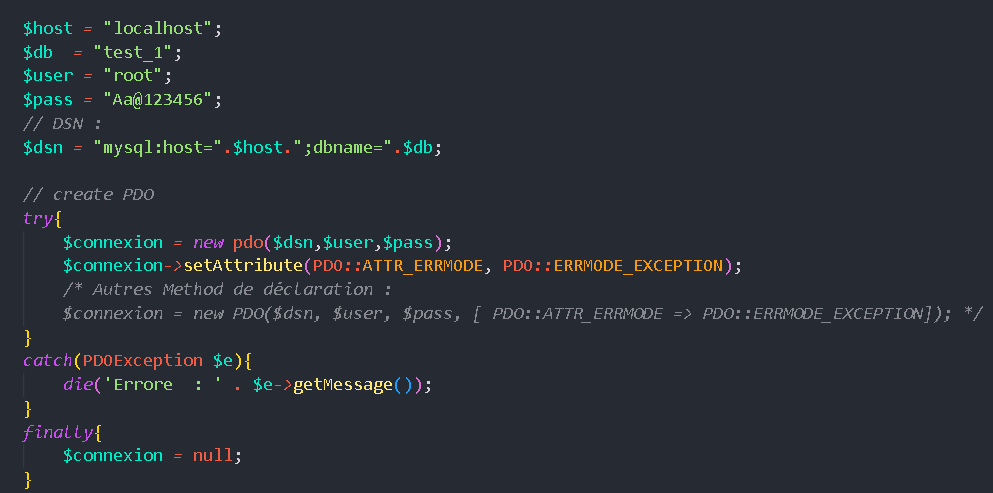 $host = "localhost";
$db  = "test_1";
$user = "root";
$pass = "Aa@123456";
// DSN :
$dsn = "mysql:host=".$host.";dbname=".$db;
// create PDO
try{
    $connexion = new pdo($dsn,$user,$pass);
    $connexion->setAttribute(PDO::ATTR_ERRMODE, PDO::ERRMODE_EXCEPTION);
    /* Autres Method de déclaration :
    $connexion = new PDO($dsn, $user, $pass, [ PDO::ATTR_ERRMODE => PDO::ERRMODE_EXCEPTION]); */
}
catch(PDOException $e){
    die('Errore  : ' . $e->getMessage());
}
finally{
    $connexion = null;
}